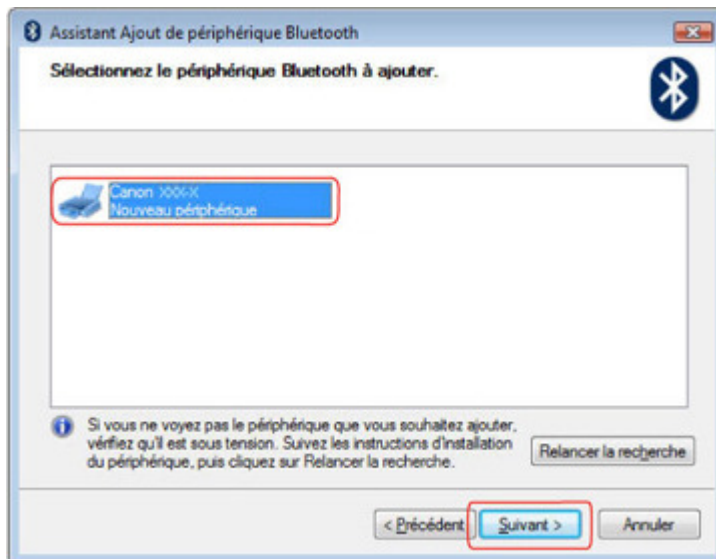 Assistant Ajout de périphérique Bluetooth
Sélectionnez le périphérique Bluetooth à ajouter.
Canon XXX-X
Nouveau périphérique
Si vous ne voyez pas le périphérique que vous souhaitez ajouter,
vérifiez qu'il est sous tension. Suivez les instructions d'installation
du périphérique, puis cliquez sur Relancer la recherche.
Relancer la recherche
< Précédent
Suivant >
Annuler